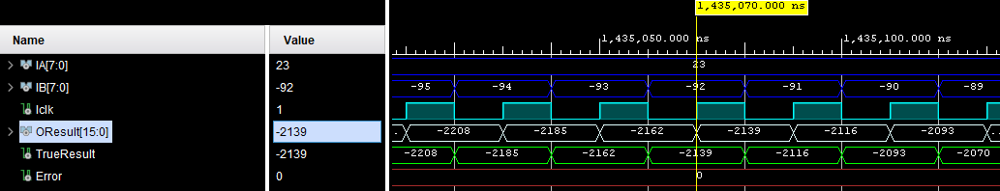 1,435,070.000 ns
Name Value
1,435,050.000 ns 1,435,100.000 ns
IA[7:0] 23 23
IB[7:0] -92 -95 -94 -93 -92 -91 -90 -89
Iclk 1
OResult[15:0] -2139 .. -2208 -2185 -2162 -2139 -2116 -2093 ..
TrueResult -2139 -2208 -2185 -2162 -2139 -2116 -2093 -2070
Error 0 0